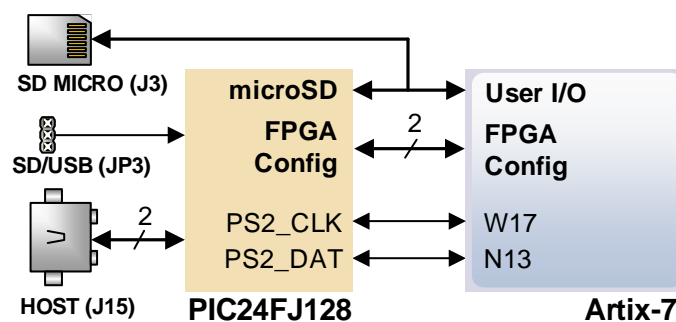 SD MICRO (J3)
microSD
User I/O
SD/USB (JP3)
FPGA
Config
2
FPGA
Config
HOST (J15)
2
PS2_CLK
W17
PS2_DAT
N13
PIC24FJ128
Artix-7